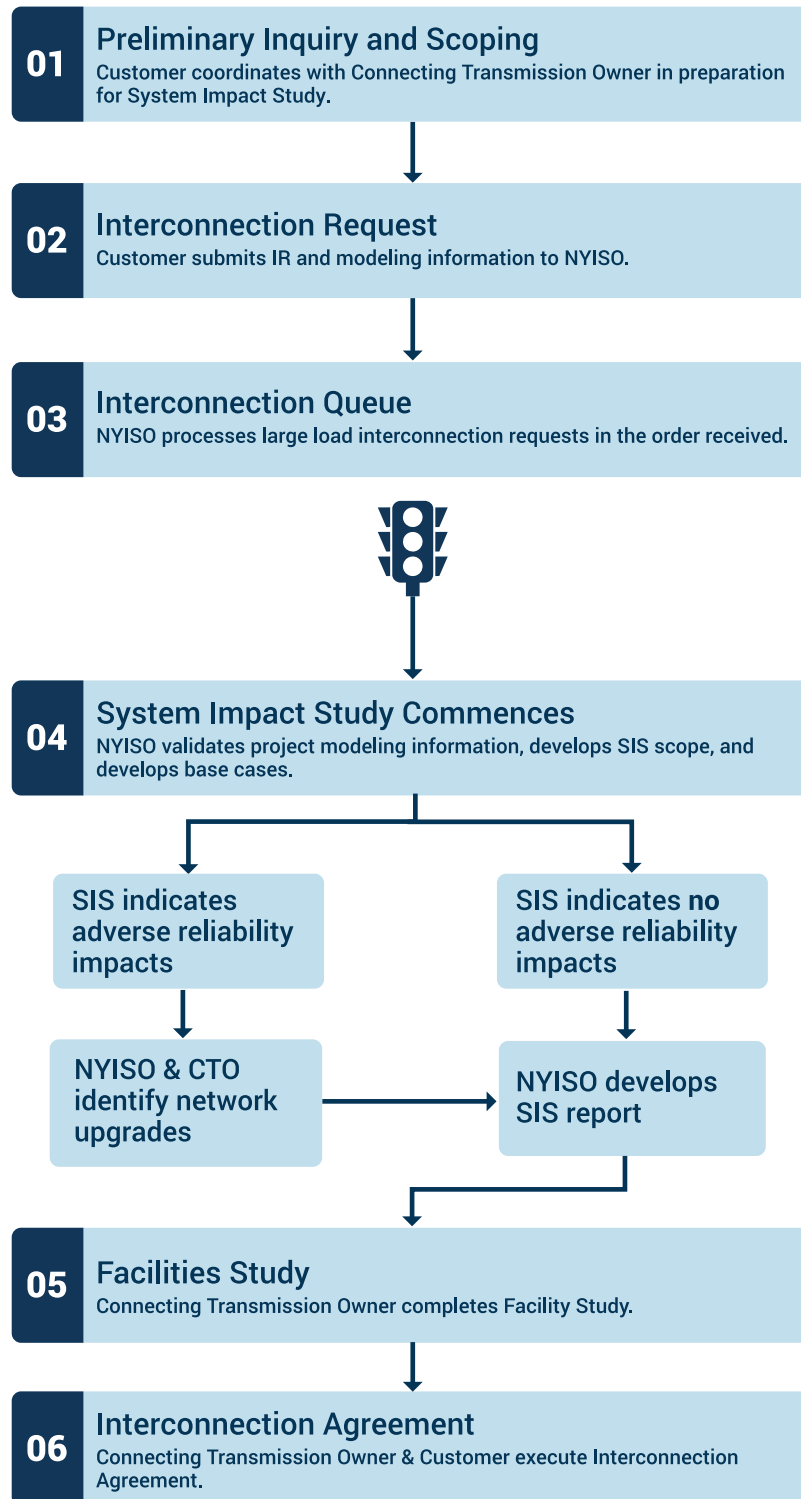 01
Preliminary Inquiry and Scoping
Customer coordinates with Connecting Transmission Owner in preparation
for System Impact Study.
02
Interconnection Request
Customer submits IR and modeling information to NYISO.
03
Interconnection Queue
NYISO processes large load interconnection requests in the order received.
04
System Impact Study Commences
NYISO validates project modeling information, develops SIS scope, and
develops base cases.
SIS indicates
adverse reliability
impacts
SIS indicates no
adverse reliability
impacts
NYISO & CTO
identify network
upgrades
NYISO develops
SIS report
05
Facilities Study
Connecting Transmission Owner completes Facility Study.
06
Interconnection Agreement
Connecting Transmission Owner & Customer execute Interconnection
Agreement.